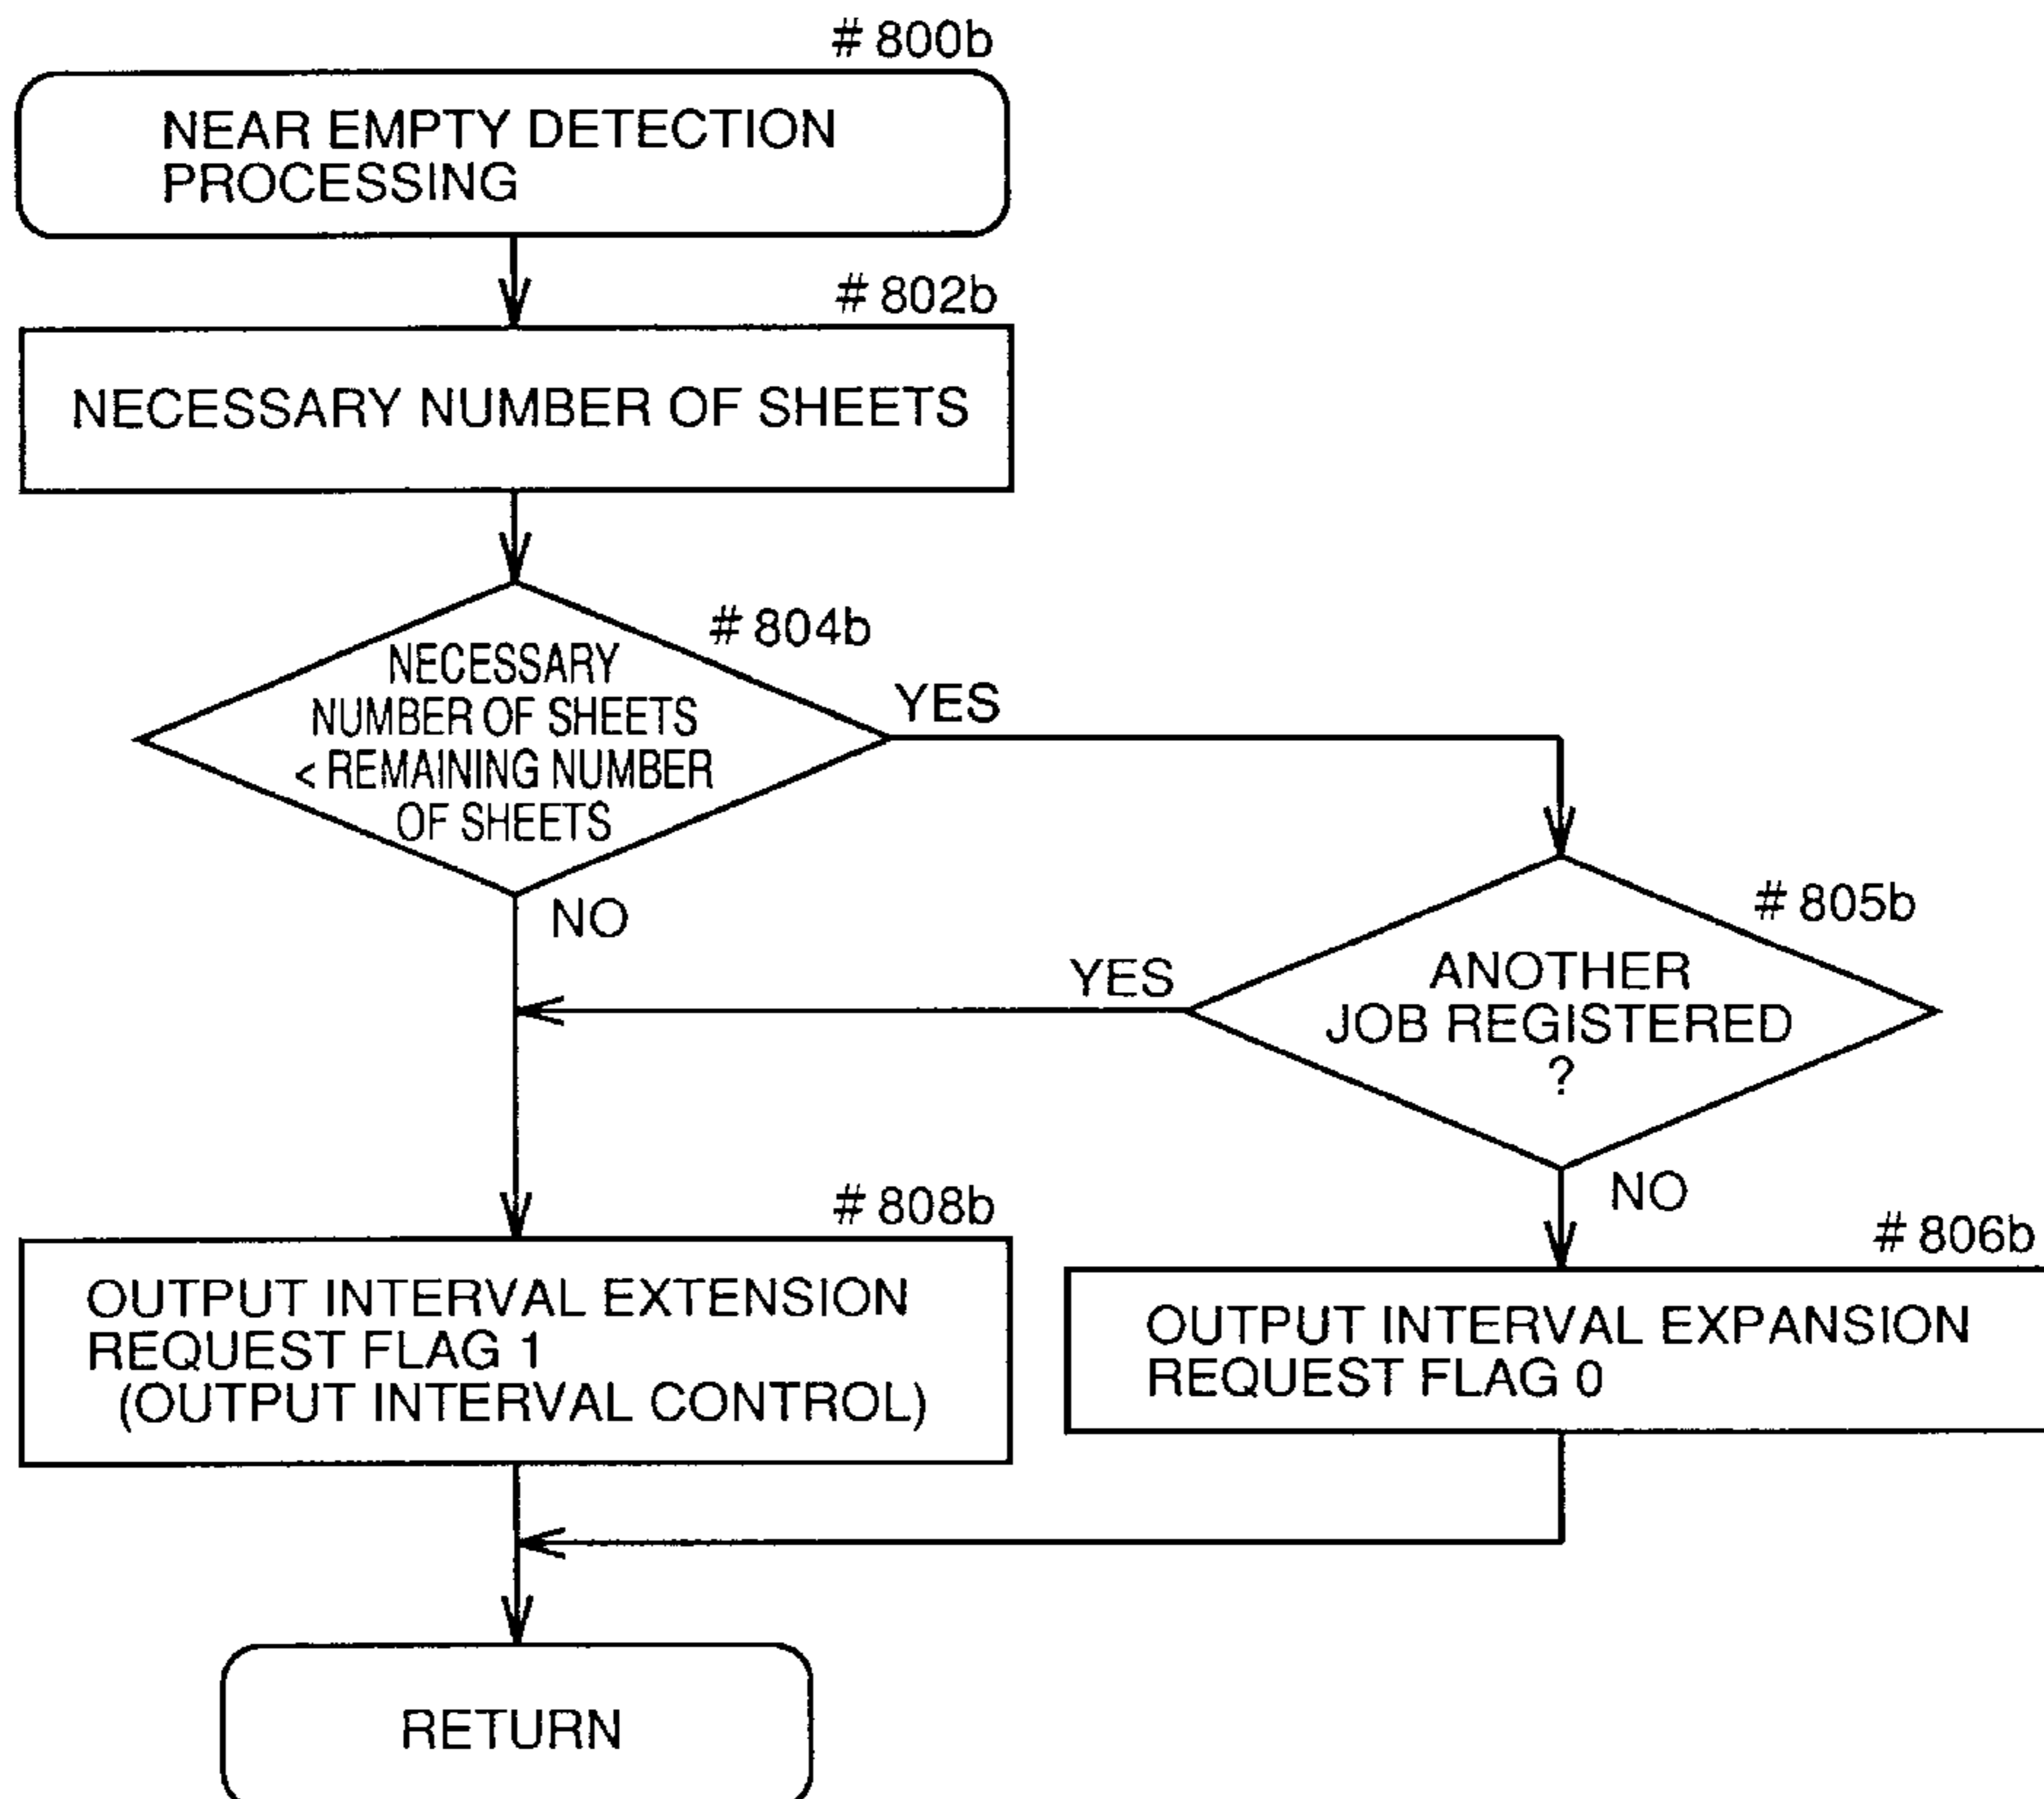 # 800b
NEAR EMPTY DETECTION
PROCESSING
# 802b
NECESSARY NUMBER OF SHEETS
# 804b
NECESSARY
NUMBER OF SHEETS
< REMAINING NUMBER
OF SHEETS
YES
NO
# 805b
ANOTHER
JOB REGISTERED
?
YES
NO
# 808b
OUTPUT INTERVAL EXTENSION
REQUEST FLAG 1
(OUTPUT INTERVAL CONTROL)
# 806b
OUTPUT INTERVAL EXPANSION
REQUEST FLAG 0
RETURN